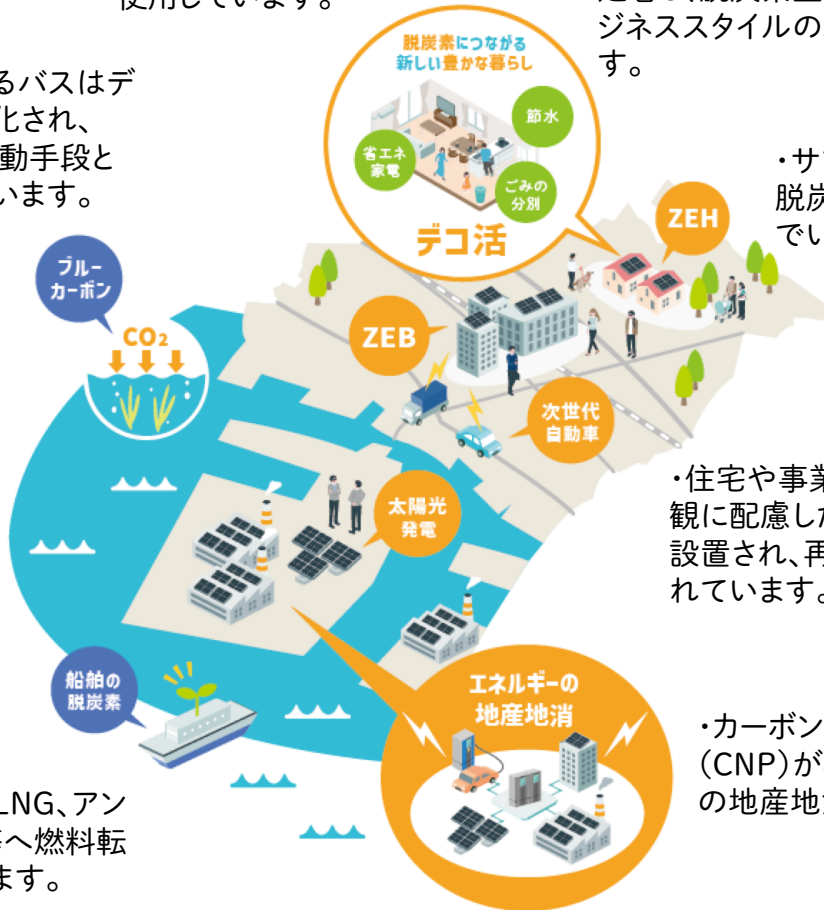 使用しています。
ジネススタイルの
す。
るバスはデ
化され、
動手段と
います。
脱炭素につながる
新しい豊かな暮らし
節水
省エネ
家電
ごみの
分別
デコ活
・サ
脱炭
でい
ZEH
ブルー
カーボン
CO₂
ZEB
次世代
自動車
・住宅や事業
観に配慮した
設置され、再
れています。
太陽光
発電
船舶の
脱炭素
エネルギーの
地産地消
・カーボン
(CNP)が
の地産地
LNG、アン
へ燃料転
ます。